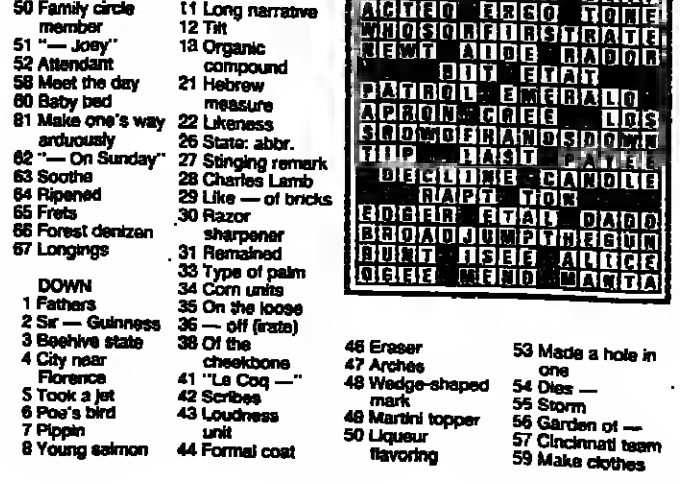 50 Family circle
member
51 "— Joey"
52 Attendant
58 Meet the day
60 Baby bed
61 Make one's way
arduously
62 "— On Sunday"
63 Soothe
64 Ripened
65 Frets
66 Forest denizen
67 Longings
DOWN
1 Fathers
2 Sir — Guinness
3 Beehive state
4 City near
Florence
5 Took a jet
6 Poe's bird
7 Pippin
8 Young salmon
11 Long narrative
12 Tilt
13 Organic
compound
21 Hebrew
measure
22 Likeness
26 State: abbr.
27 Stinging remark
28 Charles Lamb
29 Like — of bricks
30 Razor
sharpener
31 Remained
33 Type of palm
34 Corn units
35 On the loose
36 — off (irate)
38 Of the
cheekbone
41 "Le Coq —"
42 Scribes
43 Loudness
unit
44 Formal coat
ACTED ERGO TONE
WHOSORFIRSTRATE
NEWT AIDE RADOR
BIT ETAT
PATROL EMERALD
APRON CREE LOS
SHOWOFHANDSDOWN
TIP LAST PAYEE
DECLINE CANDLE
RAPT TON
EDGER ETAL DADO
BROADJUMPTHEGUN
RUNT ISEE ALICE
OGEE MEND MANTA
46 Eraser
47 Arches
48 Wedge-shaped
mark
49 Martini topper
50 Liqueur
flavoring
53 Made a hole in
one
54 Dies —
55 Storm
56 Garden of —
57 Cincinnati team
59 Make clothes